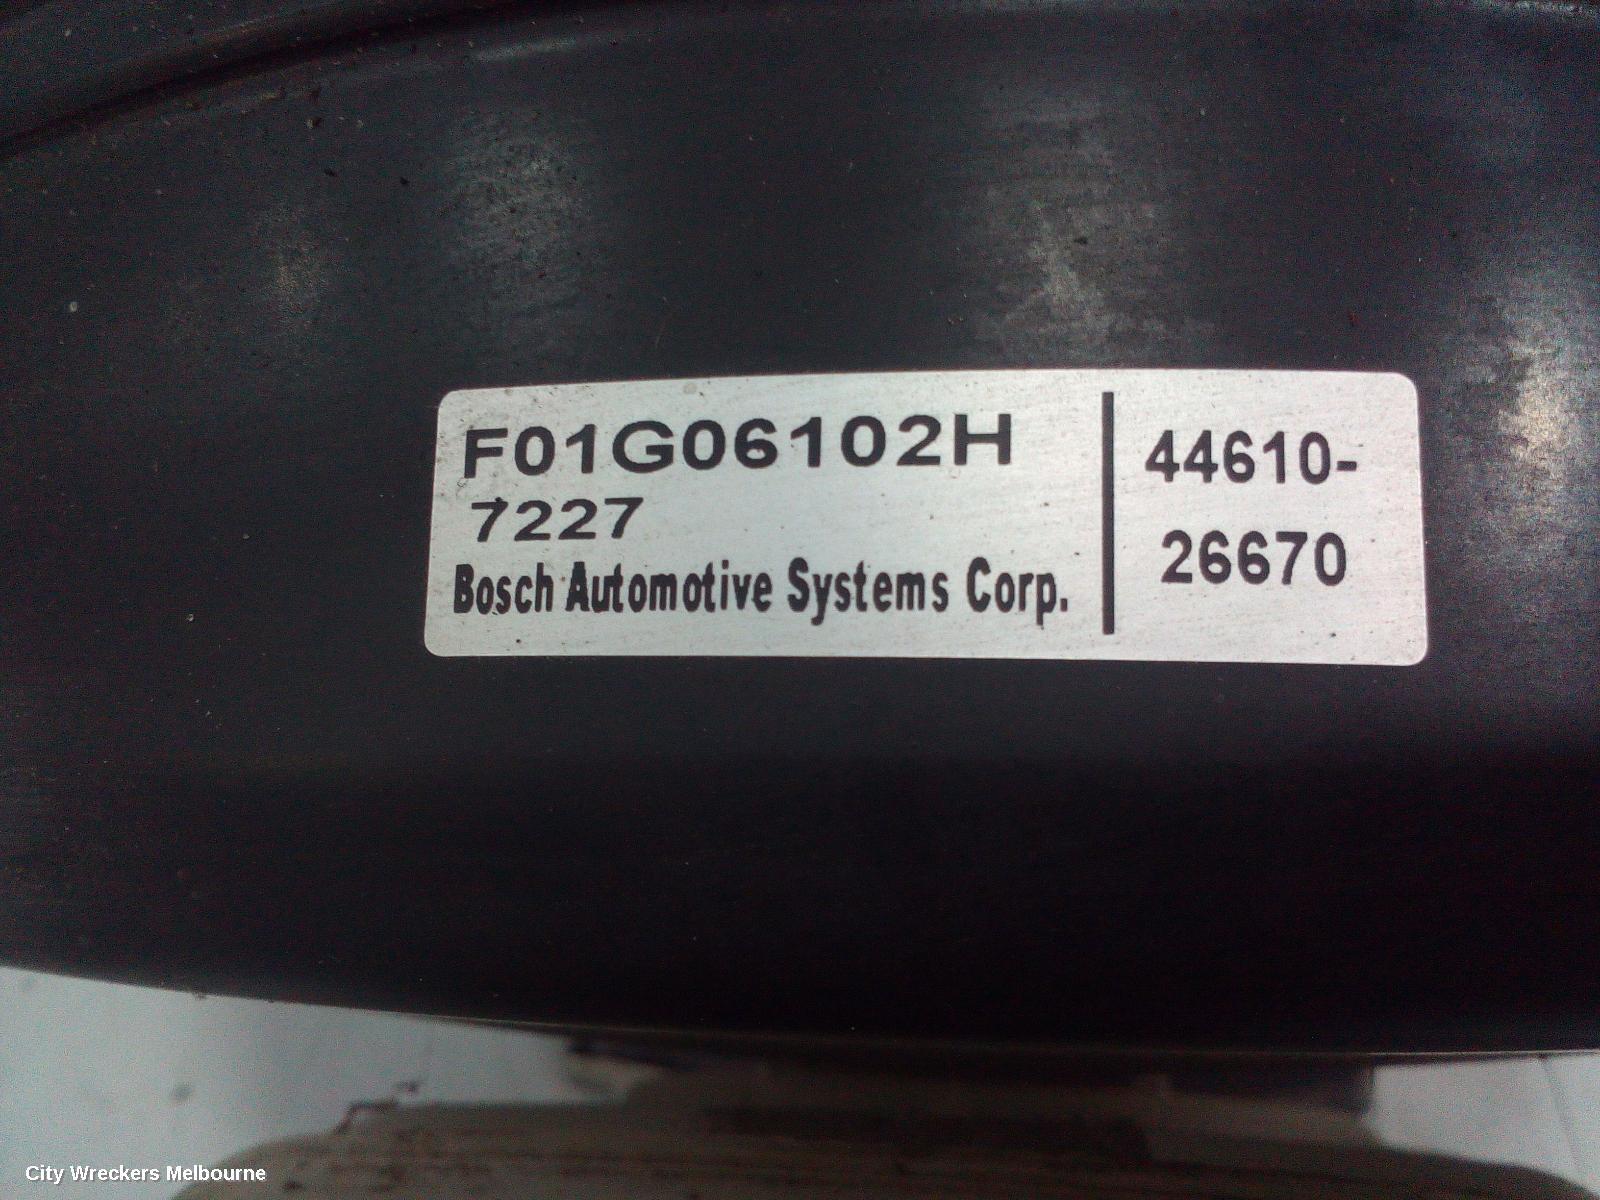 F01G06102H
7227
Bosch Automotive Systems Corp.
44610-
26670
City Wreckers Melbourne